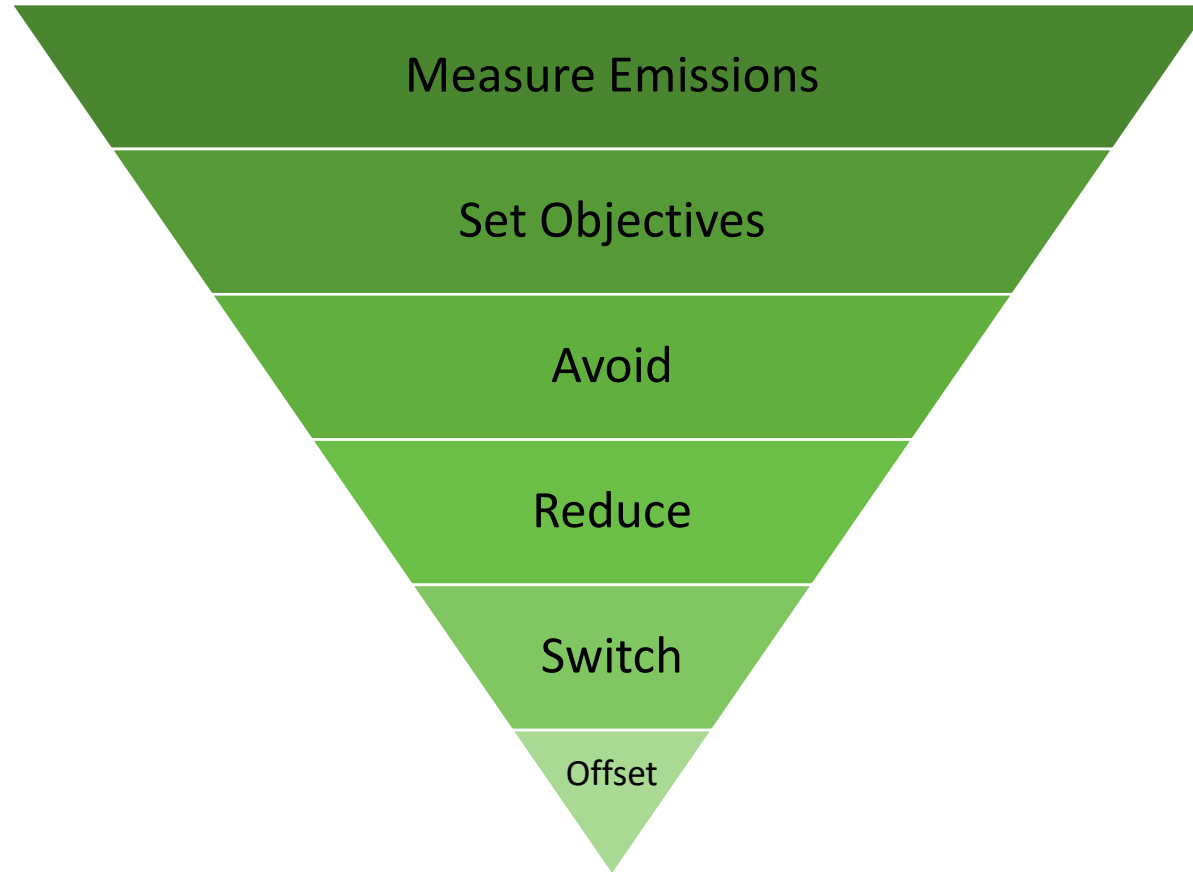 Measure Emissions
Set Objectives
Avoid
Reduce
Switch
Offset